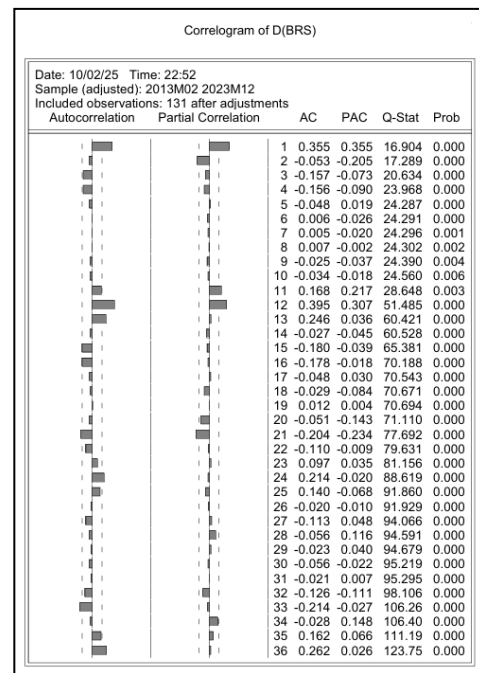 Correlogram of D(BRS)
Date: 10/02/25 Time: 22:52
Sample (adjusted): 2013M02 2023M12
Included observations: 131 after adjustments
Autocorrelation Partial Correlation AC PAC Q-Stat Prob
1 0.355 0.355 16.904 0.000
2 -0.053 -0.205 17.289 0.000
3 -0.157 -0.073 20.634 0.000
4 -0.156 -0.090 23.968 0.000
5 -0.048 0.019 24.287 0.000
6 0.006 -0.026 24.291 0.000
7 0.005 -0.020 24.296 0.001
8 0.007 -0.002 24.302 0.002
9 -0.025 -0.037 24.390 0.004
10 -0.034 -0.018 24.560 0.006
11 0.168 0.217 28.648 0.003
12 0.395 0.307 51.485 0.000
13 0.246 0.036 60.421 0.000
14 -0.027 -0.045 60.528 0.000
15 -0.180 -0.039 65.381 0.000
16 -0.178 -0.018 70.188 0.000
17 -0.048 0.030 70.543 0.000
18 -0.029 -0.084 70.671 0.000
19 0.012 0.004 70.694 0.000
20 -0.051 -0.143 71.110 0.000
21 -0.204 -0.234 77.692 0.000
22 -0.110 -0.009 79.631 0.000
23 0.097 0.035 81.156 0.000
24 0.214 -0.020 88.619 0.000
25 0.140 -0.068 91.860 0.000
26 -0.020 -0.010 91.929 0.000
27 -0.113 0.048 94.066 0.000
28 -0.056 0.116 94.591 0.000
29 -0.023 0.040 94.679 0.000
30 -0.056 -0.022 95.219 0.000
31 -0.021 0.007 95.295 0.000
32 -0.126 -0.111 98.106 0.000
33 -0.214 -0.027 106.26 0.000
34 -0.028 0.148 106.40 0.000
35 0.162 0.066 111.19 0.000
36 0.262 0.026 123.75 0.000